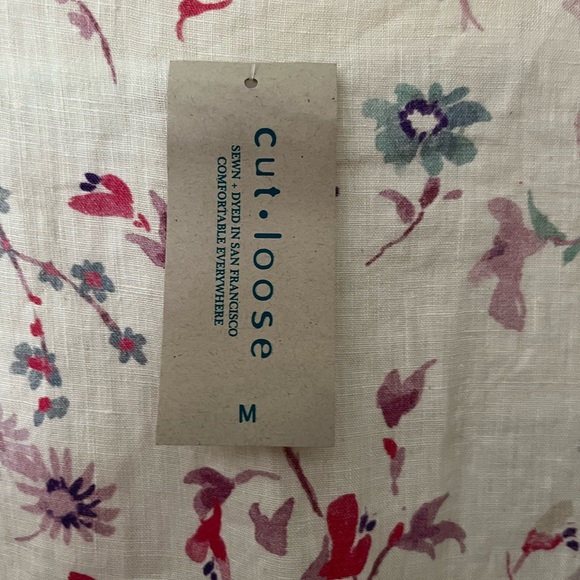 cut•loose
SEWN + DYED IN SAN FRANCISCO
COMFORTABLE EVERYWHERE
M